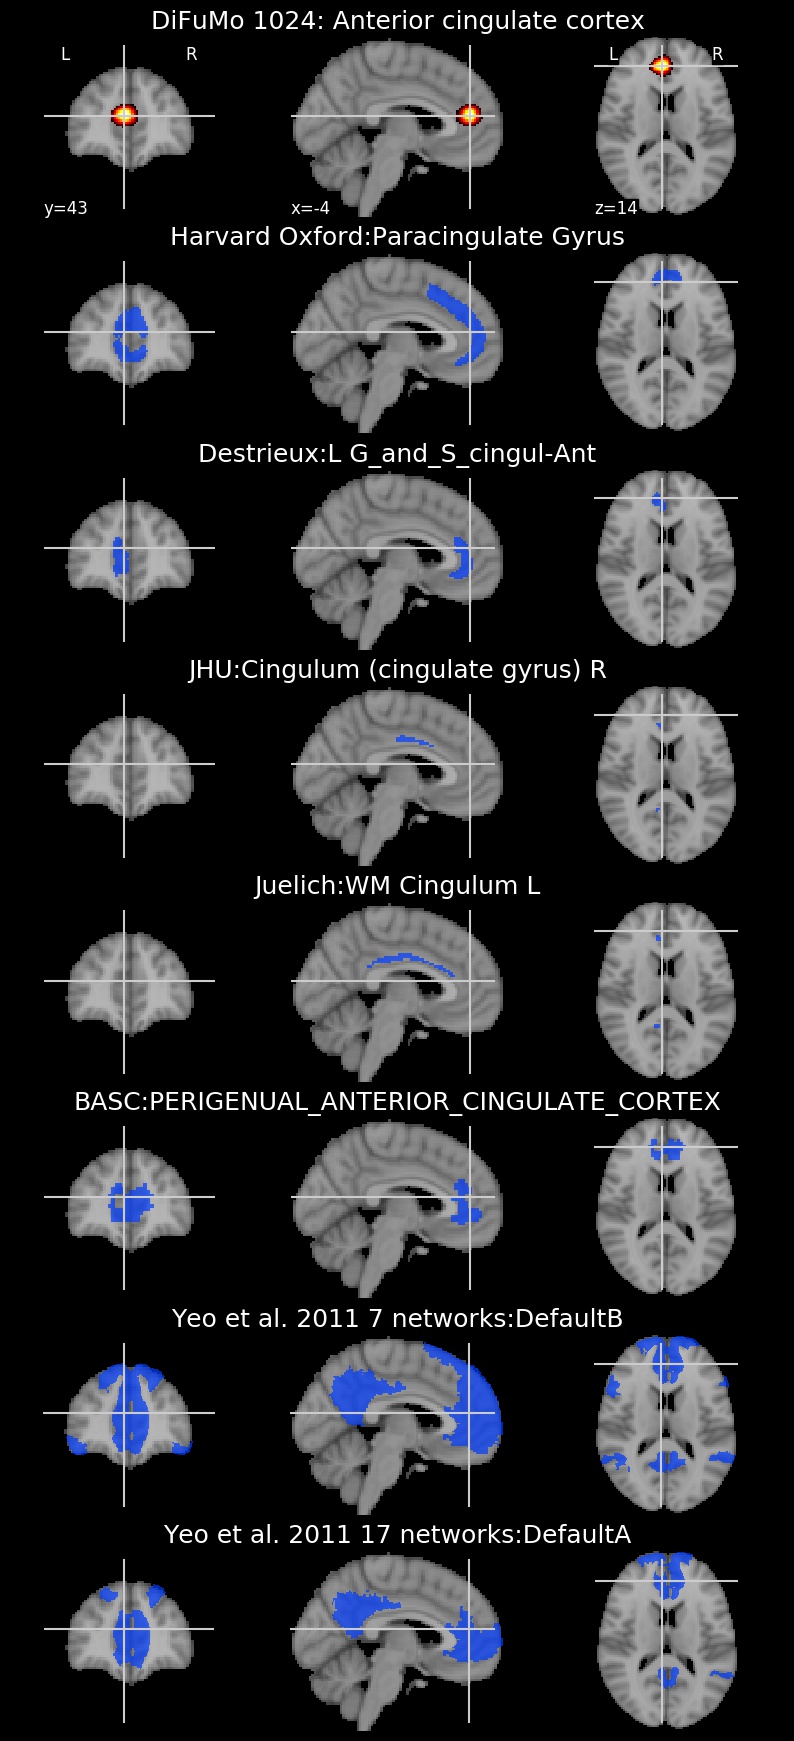 DiFuMo 1024: Anterior cingulate cortex
L R L R
y=43 x=-4 z=14
Harvard Oxford:Paracingulate Gyrus
Destrieux:L G_and_S_cingul-Ant
JHU:Cingulum (cingulate gyrus) R
Juelich:WM Cingulum L
BASC:PERIGENUAL_ANTERIOR_CINGULATE_CORTEX
Yeo et al. 2011 7 networks:DefaultB
Yeo et al. 2011 17 networks:DefaultA